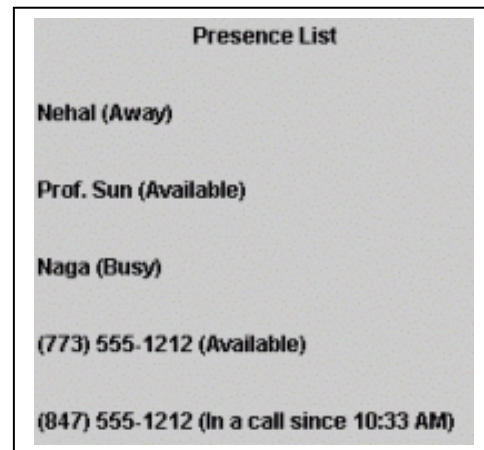 Presence List
Nehal (Away)
Prof. Sun (Available)
Naga (Busy)
(773) 555-1212 (Available)
(847) 555-1212 (In a call since 10:33 AM)